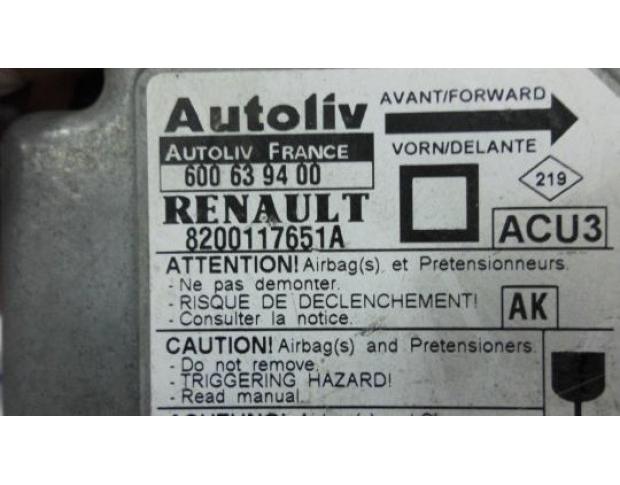 Autoliv
AVANT/FORWARD
AUTOLIV FRANCE
VORN/DELANTE
600 63 94 00
219
RENAULT
8200117651A
ACU3
ATTENTION! Airbag(s). et Pretensionneurs.
- Ne pas demonter.
- RISQUE DE DECLENCHEMENT!
- Consulter la notice.
AK
CAUTION! Airbag(s) and Pretensioners.
- Do not remove.
- TRIGGERING HAZARD!
- Read manual.